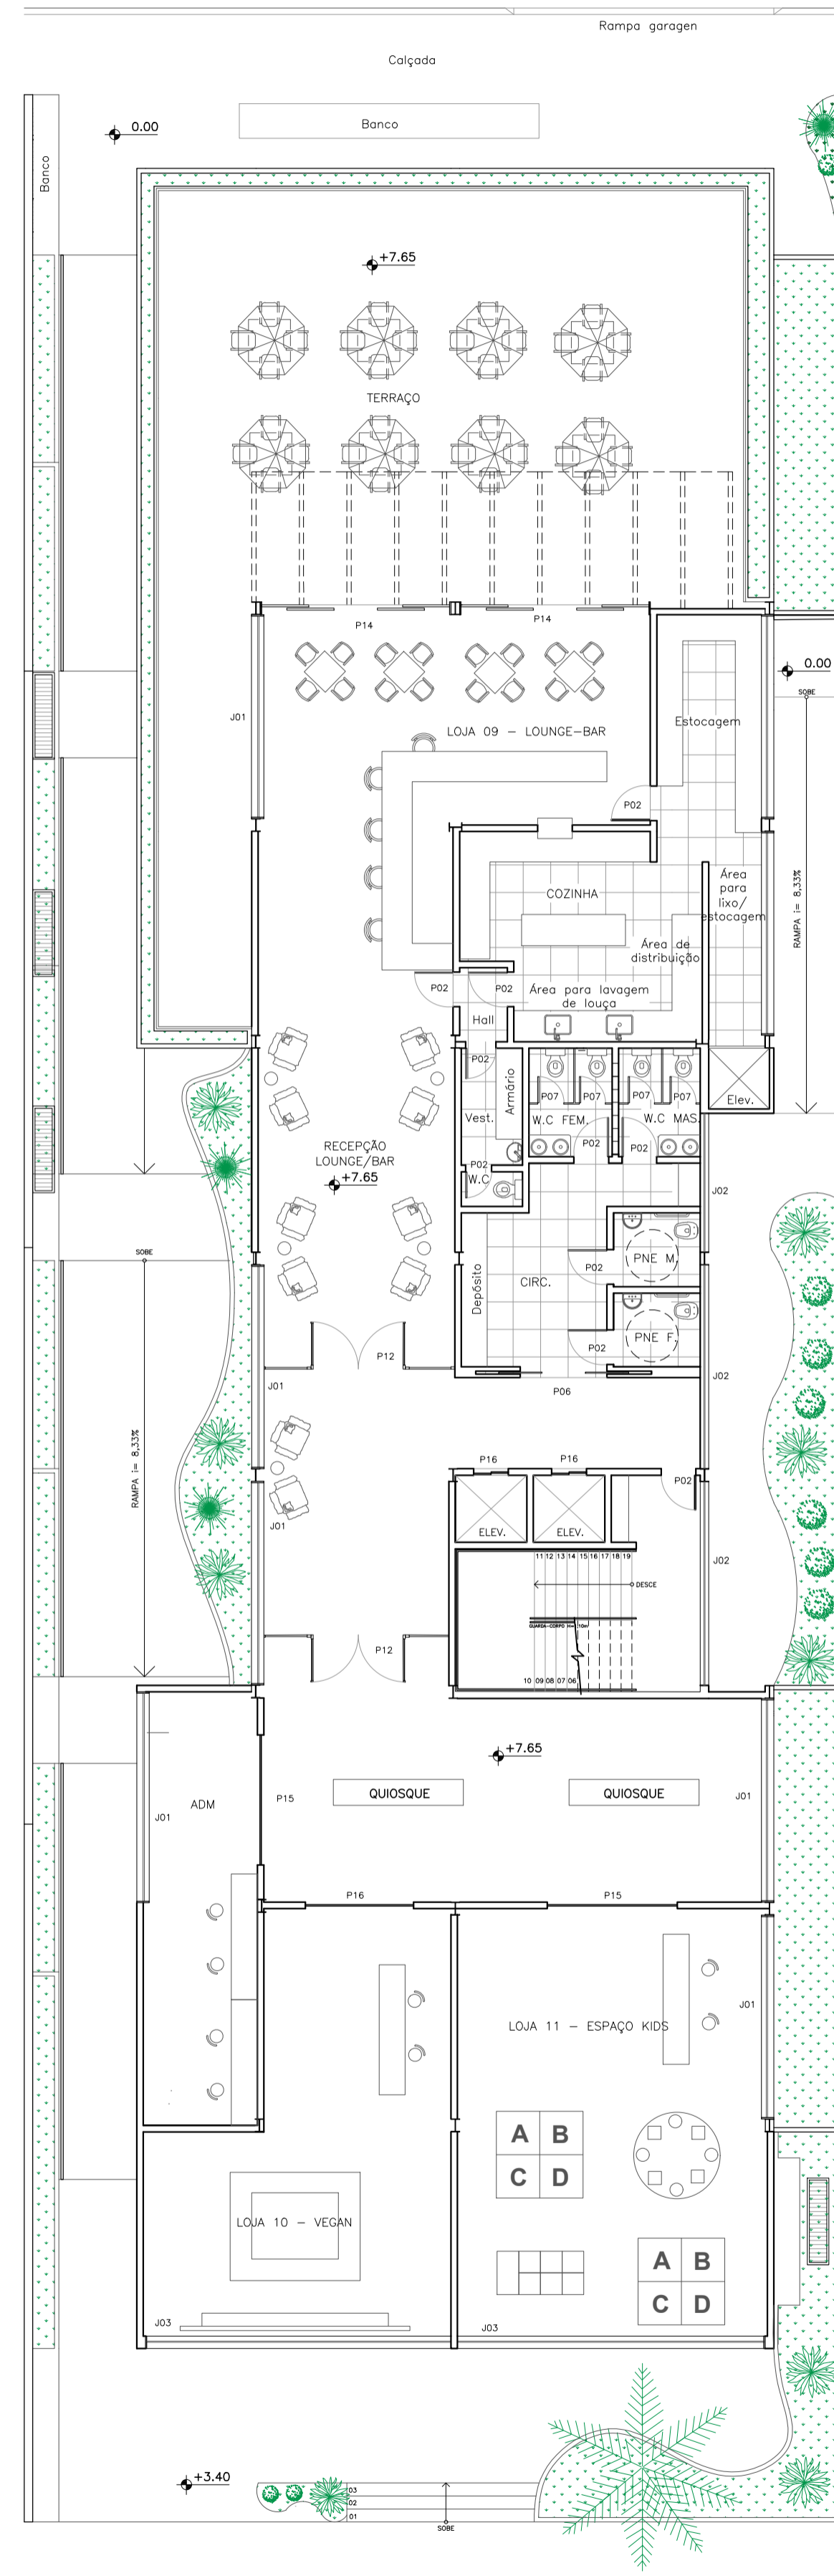 Rampa garagen
Calçada
Banco
0.00
Banco
+7.65
TERRAÇO
P14
P14
0.00
SOBE
J01
LOJA 09 – LOUNGE-BAR
Estocagem
P02
COZINHA
Área
para
lixo/
estocagem
RAMPA i= 8,33%
Área de
distribuição
P02
P02
Área para lavagem
de louça
Hall
P02
Armário
Vest.
P07
P07
P07
P07
W.C FEM.
W.C MAS.
Elev.
P02
P02
RECEPÇÃO
LOUNGE/BAR
+7.65
P02
W.C
J02
SOBE
PNE M.
P02
Depósito
CIRC.
PNE F.
P02
P12
J01
P06
J02
RAMPA i= 8,33%
P16
P16
P02
ELEV.
ELEV.
J01
11 12 13 14 15 16 17 18 19
DESCE
J02
GUARDA-CORPO H=1,10m
10 09 08 07 06
P12
+7.65
QUIOSQUE
QUIOSQUE
ADM
P15
J01
J01
P16
P15
LOJA 11 – ESPAÇO KIDS
J01
A B
C D
LOJA 10 – VEGAN
A B
C D
J03
J03
+3.40
03
02
01
SOBE